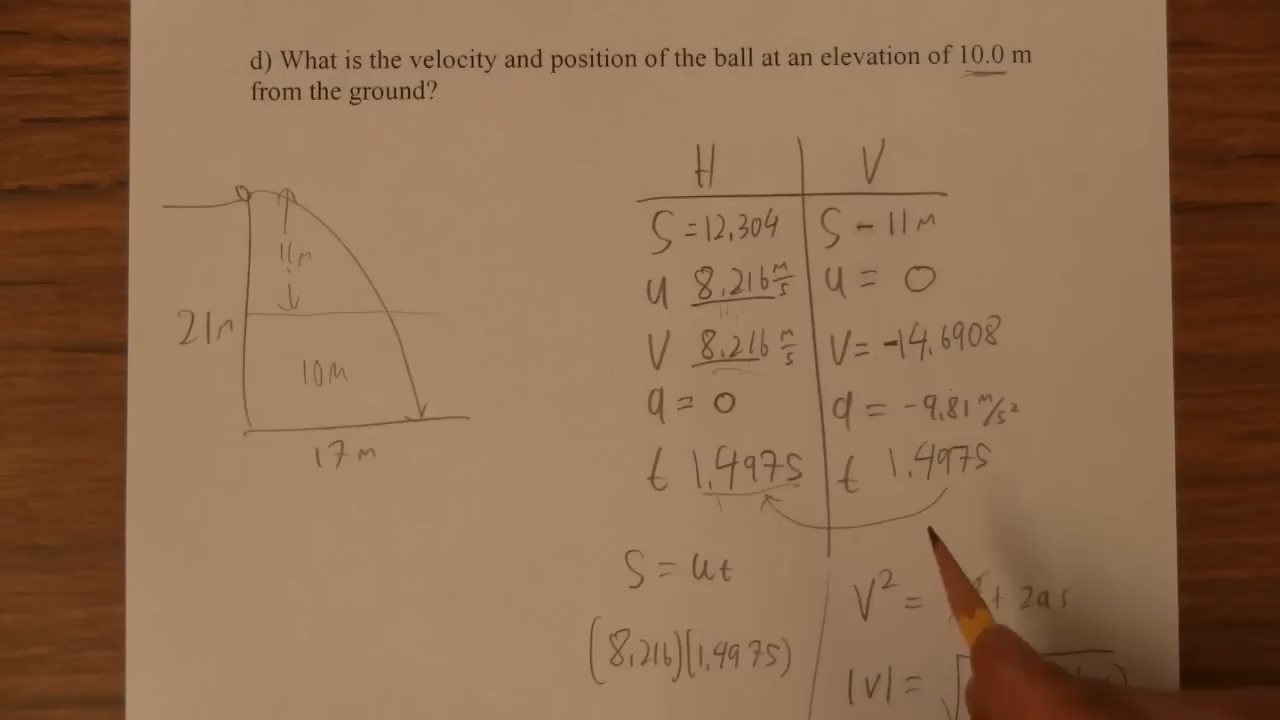 d) What is the velocity and position of the ball at an elevation of 10.0 m
from the ground?
H V
S = 12.304 S - 11m
u 8.216 m/s u = 0
V 8.216 m/s V = -14.6908
a = 0 a = -9.81 m/s²
t 1.4975 t 1.4975
11m
21m
10m
17m
S = ut
(8.216)(1.4975)
V² = + 2as
|V| = √